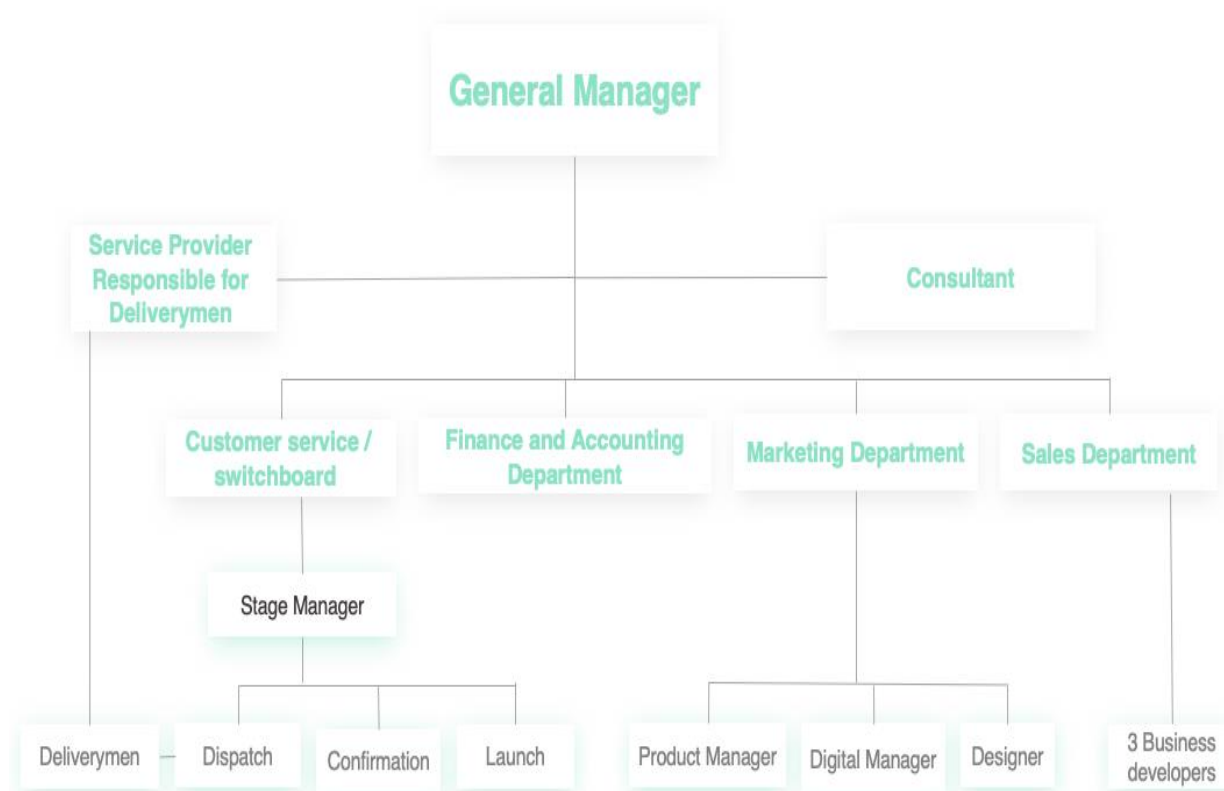 General Manager
Service Provider
Responsible for
Deliverymen
Consultant
Customer service /
switchboard
Finance and Accounting
Department
Marketing Department
Sales Department
Stage Manager
Deliverymen
Dispatch
Confirmation
Launch
Product Manager
Digital Manager
Designer
3 Business
developers